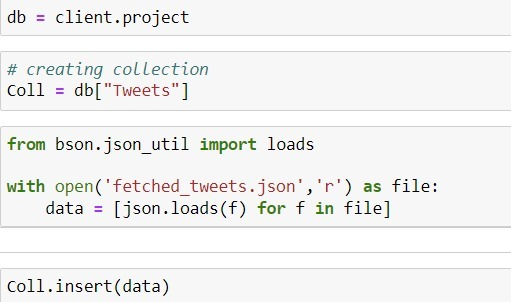 db = client.project
# creating collection
Coll = db["Tweets"]
from bson.json_util import loads
with open('fetched_tweets.json','r') as file:
    data = [json.loads(f) for f in file]
Coll.insert(data)